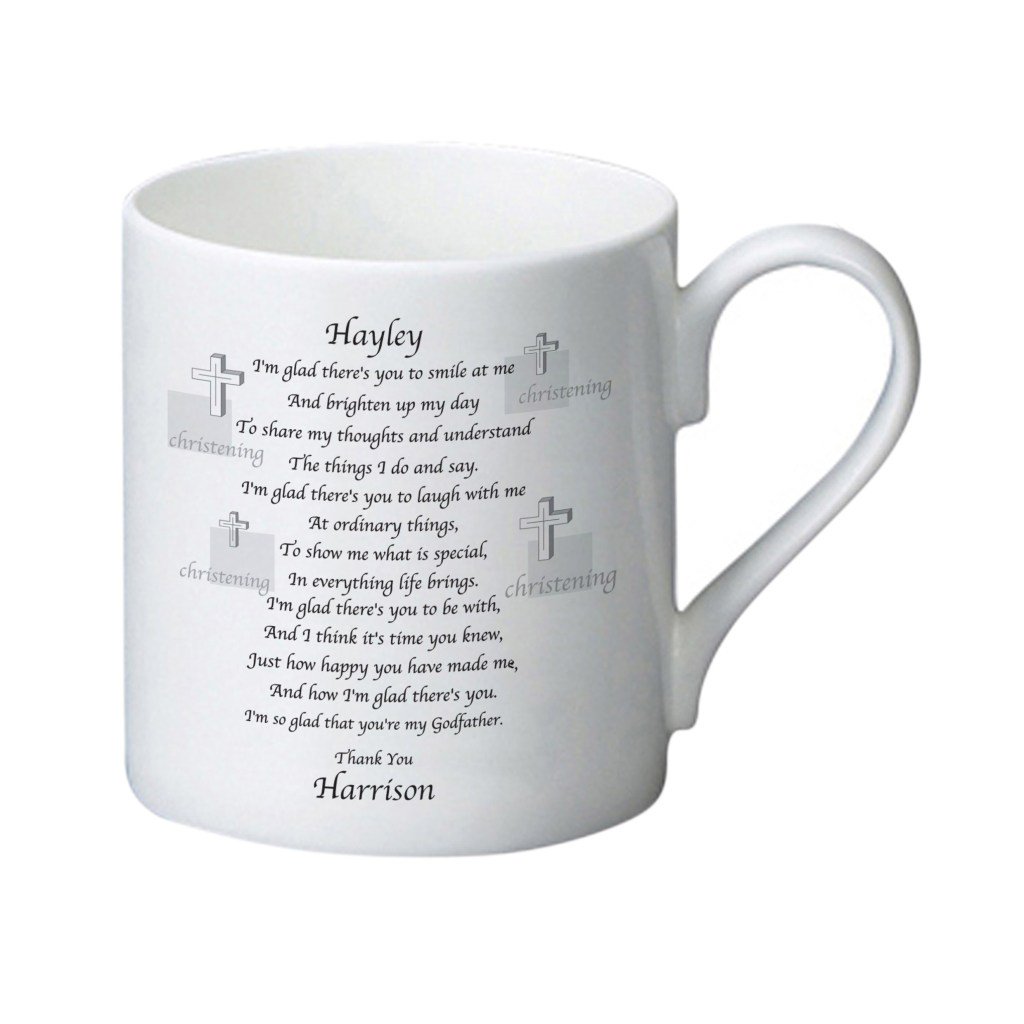 Hayley
I'm glad there's you to smile at me
And brighten up my day
To share my thoughts and understand
The things I do and say.
I'm glad there's you to laugh with me
At ordinary things,
To show me what is special,
In everything life brings.
I'm glad there's you to be with,
And I think it's time you knew,
Just how happy you have made me,
And how I'm glad there's you.
I'm so glad that you're my Godfather.
Thank You
Harrison
christening
christening
christening
christening